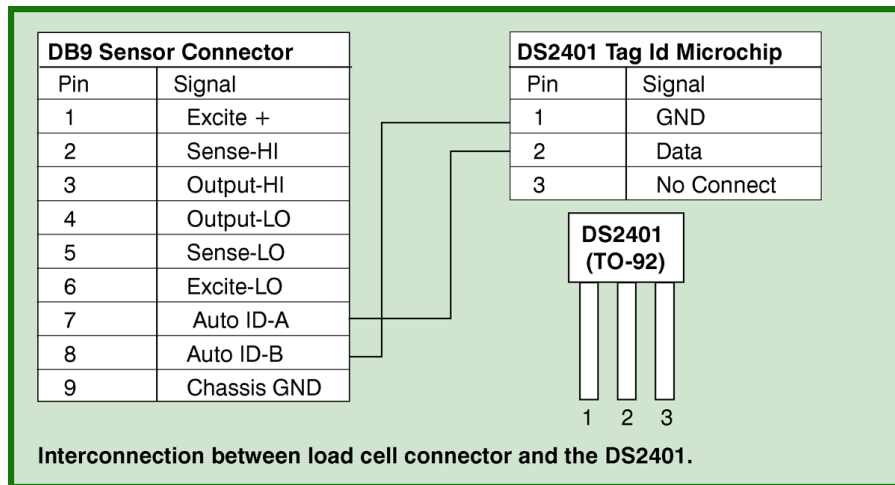 DB9 Sensor Connector
Pin Signal
1 Excite +
2 Sense-HI
3 Output-HI
4 Output-LO
5 Sense-LO
6 Excite-LO
7 Auto ID-A
8 Auto ID-B
9 Chassis GND
DS2401 Tag Id Microchip
Pin Signal
1 GND
2 Data
3 No Connect
DS2401
(TO-92)
1 2 3
Interconnection between load cell connector and the DS2401.